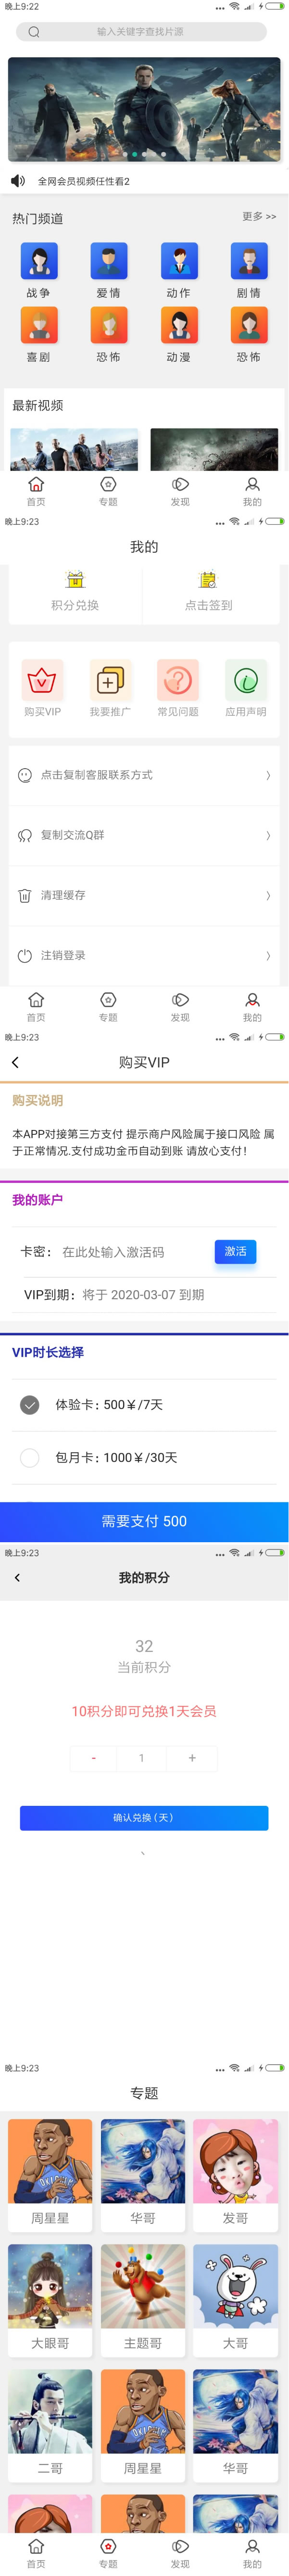 晚上9:22
输入关键字查找片源
全网会员视频任性看2
热门频道
更多 >>
战争 爱情 动作 剧情
喜剧 恐怖 动漫 恐怖
最新视频
首页 专题 发现 我的
晚上9:23
我的
积分兑换 点击签到
购买VIP 我要推广 常见问题 应用声明
点击复制客服联系方式
复制交流Q群
清理缓存
注销登录
首页 专题 发现 我的
晚上9:23
购买VIP
购买说明
本APP对接第三方支付 提示商户风险属于接口风险 属
于正常情况.支付成功金币自动到账 请放心支付！
我的账户
卡密： 在此处输入激活码 激活
VIP到期： 将于 2020-03-07 到期
VIP时长选择
体验卡：500￥/7天
包月卡：1000￥/30天
需要支付 500
晚上9:23
我的积分
32
当前积分
10积分即可兑换1天会员
- 1 +
确认兑换（天）
晚上9:23
专题
周星星 华哥 发哥
大眼哥 主题哥 大哥
二哥 周星星 华哥
首页 专题 发现 我的